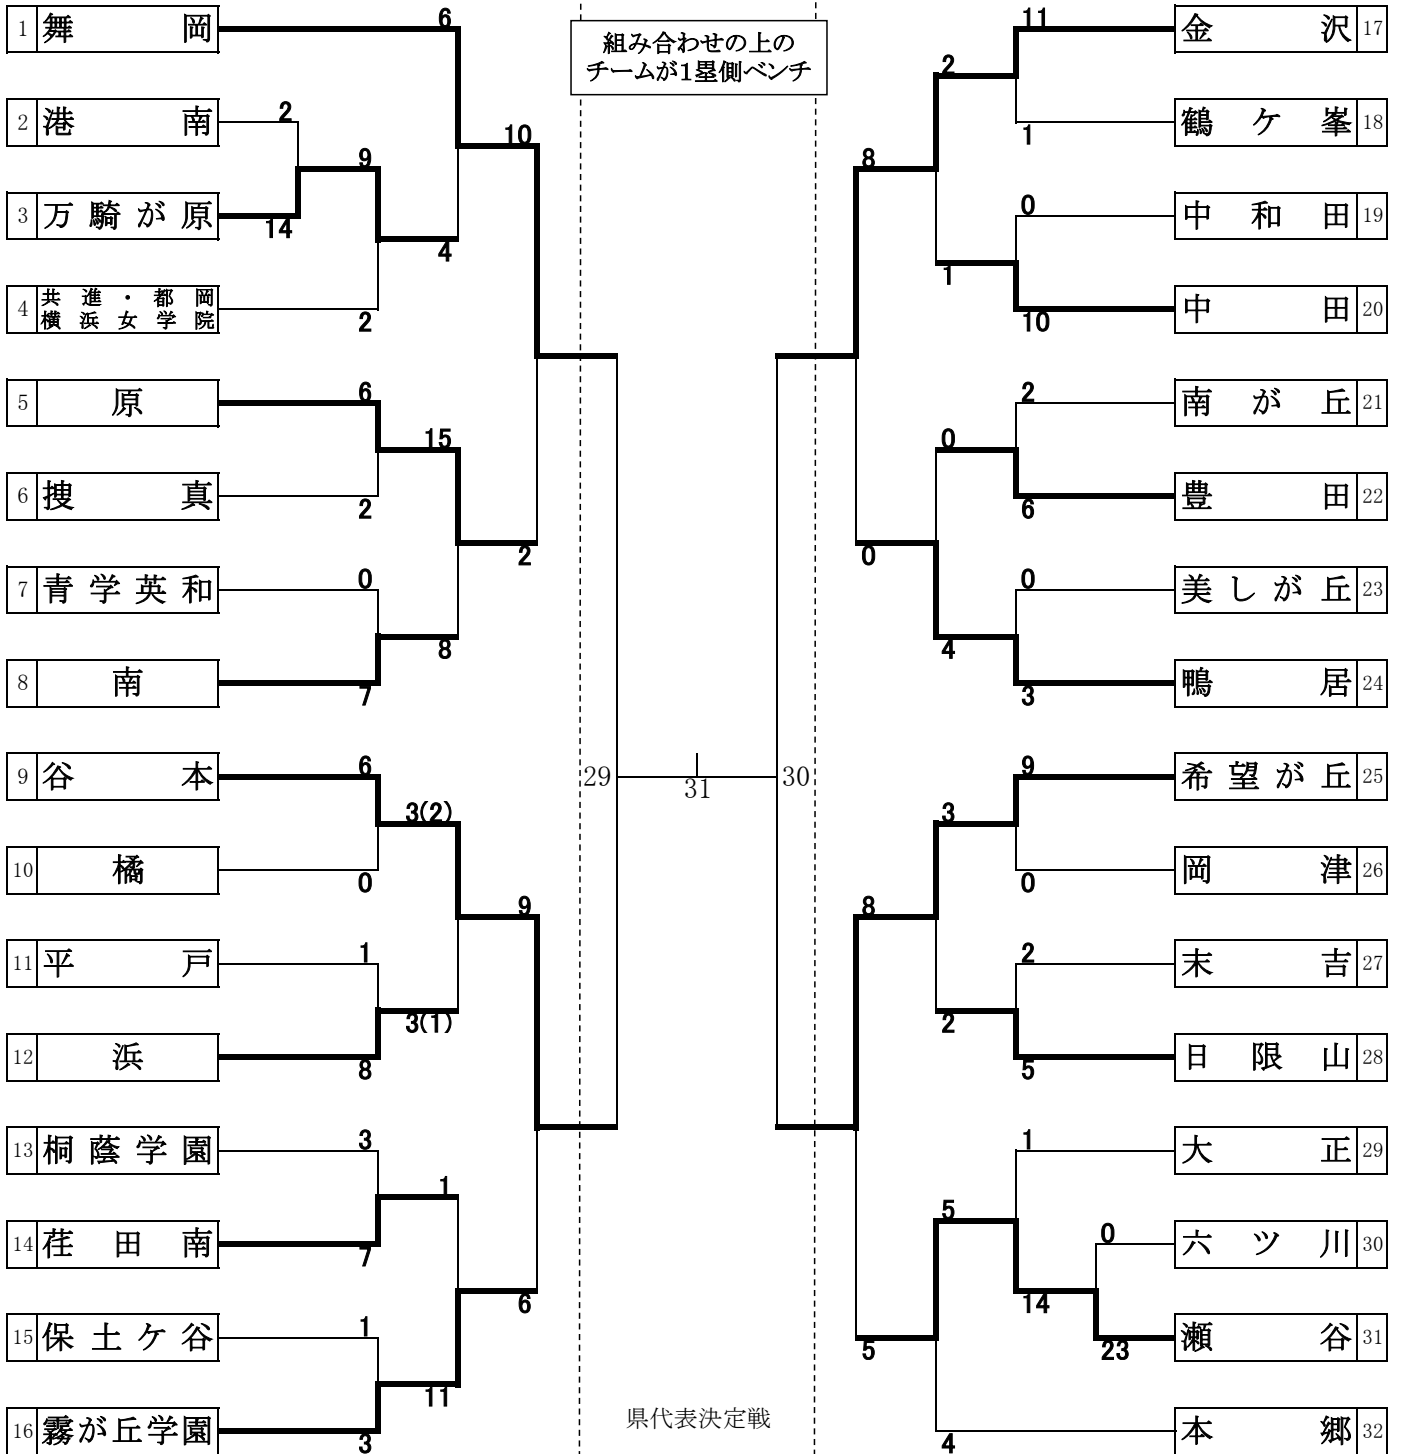 組み合わせの上の
チームが1塁側ベンチ
1 舞岡 6
2 港南 2
10
9
3 万騎が原 14
4
4 共進・都岡
横浜女学院 2
5 原 6
15
6 捜真 2
2
7 青学英和 0
8
8 南 7
9 谷本 6
3(2)
10 橘 0
9
11 平戸 1
3(1)
12 浜 8
13 桐蔭学園 3
1
14 荏田南 7
6
15 保土ケ谷 1
11
16 霧が丘学園 3
29
31
30
県代表決定戦
11 金沢 17
2
1 鶴ケ峯 18
8
0 中和田 19
1
10 中田 20
2 南が丘 21
0
6 豊田 22
0
0 美しが丘 23
4
3 鴨居 24
9 希望が丘 25
3
0 岡津 26
8
2 末吉 27
2
5 日限山 28
1 大正 29
5
0 六ツ川 30
14
23 瀬谷 31
5
4 本郷 32